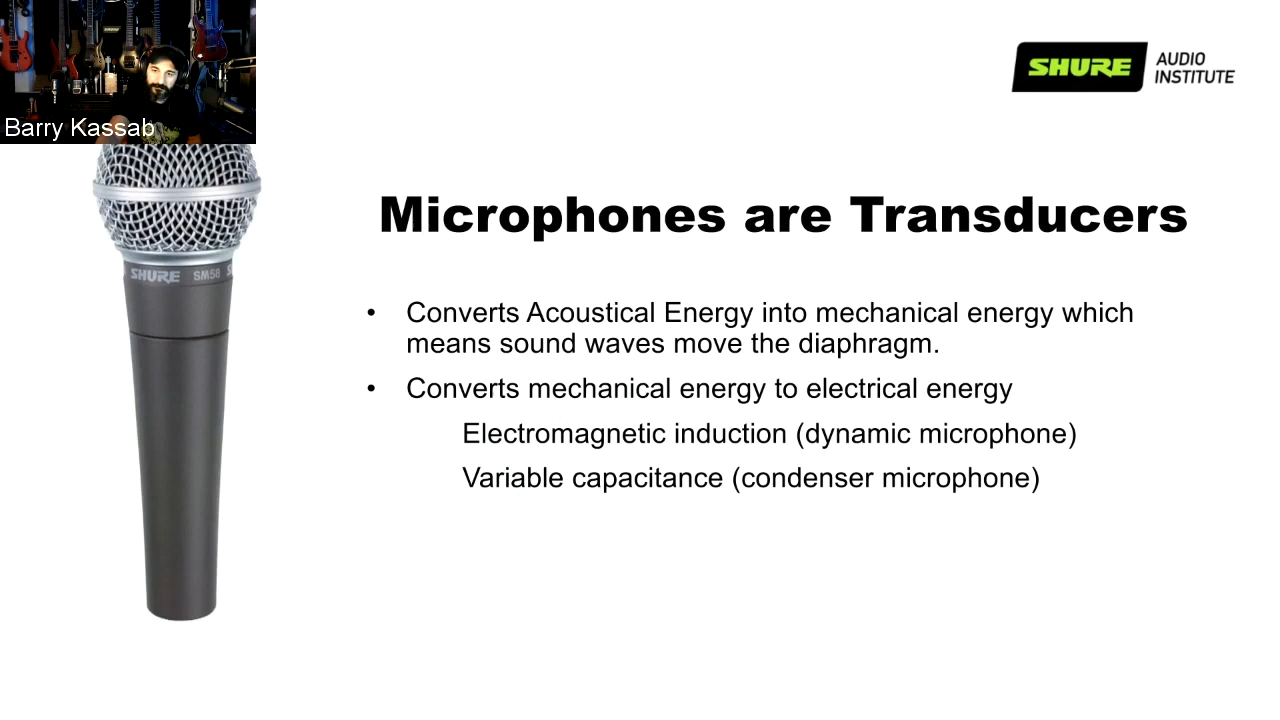 Barry Kassab
SHURE AUDIO
INSTITUTE
Microphones are Transducers
SHURE SM58
• Converts Acoustical Energy into mechanical energy which
means sound waves move the diaphragm.
• Converts mechanical energy to electrical energy
Electromagnetic induction (dynamic microphone)
Variable capacitance (condenser microphone)